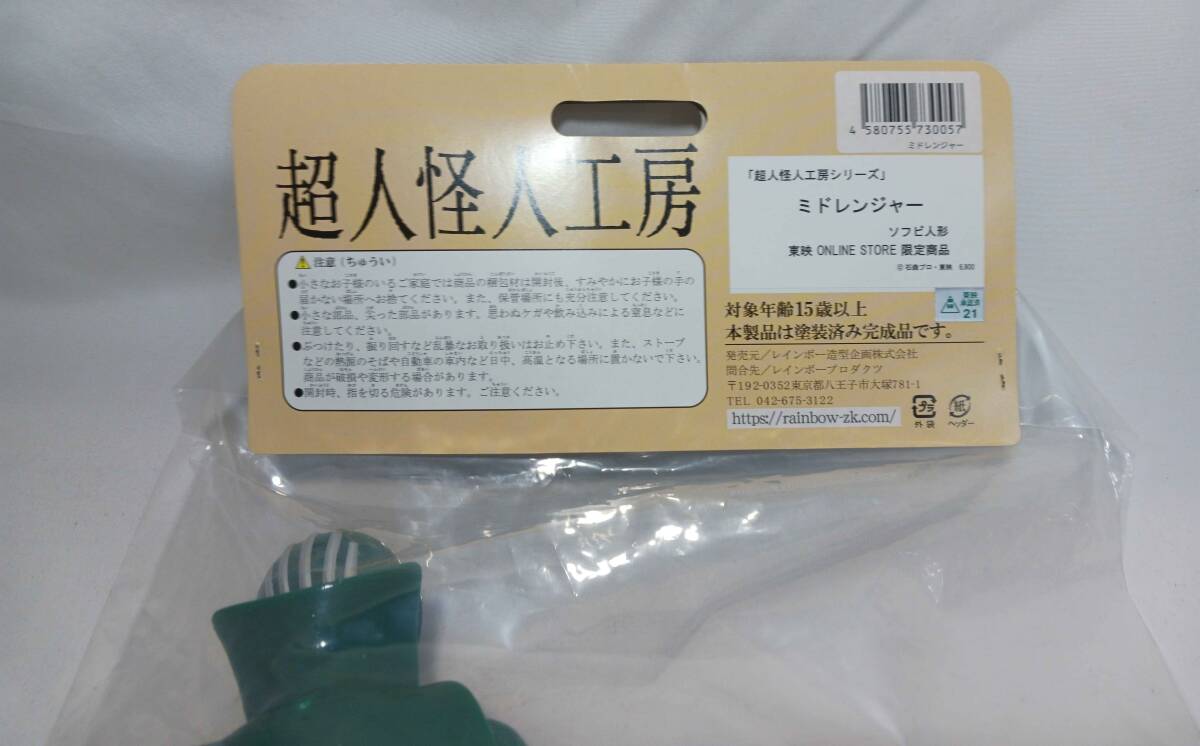 超人怪人工房
4 580755 730057
ミドレンジャー
「超人怪人工房シリーズ」
ミドレンジャー
ソフビ人形
東映 ONLINE STORE 限定商品
©石森プロ・東映
注意（ちゅうい）
●小さなお子様のいるご家庭では商品の梱包材は開封後、すみやかにお子様の手の
届かない場所へお捨てください。また、保管場所にも充分注意してください。
●小さな部品、尖った部品があります。思わぬケガや飲み込みによる窒息などに
注意してください。
●ぶつけたり、振り回すなど乱暴なお取り扱いはお止め下さい。また、ストーブ
などの熱源のそばや自動車の車内など日中、高温となる場所に置かないで下さい。
商品が破損や変形する場合があります。
●開封時、指を切る危険があります。ご注意ください。
対象年齢15歳以上
本製品は塗装済み完成品です。
東映
承認済
21
発売元／レインボー造型企画株式会社
問合先／レインボープロダクツ
〒192-0352東京都八王子市大塚781-1
TEL 042-675-3122
https://rainbow-zk.com/
プラ
外袋
紙
ヘッダー